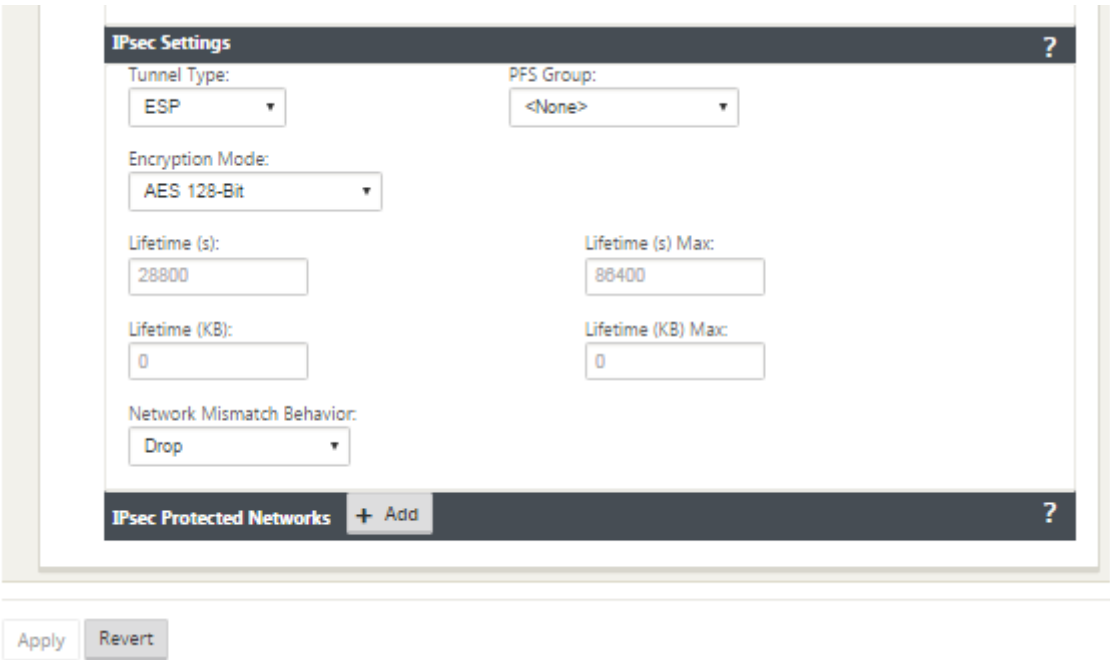 IPsec Settings ?
Tunnel Type: PFS Group:
ESP <None>
Encryption Mode:
AES 128-Bit
Lifetime (s): Lifetime (s) Max:
28800 86400
Lifetime (KB): Lifetime (KB) Max:
0 0
Network Mismatch Behavior:
Drop
IPsec Protected Networks + Add ?
Apply Revert